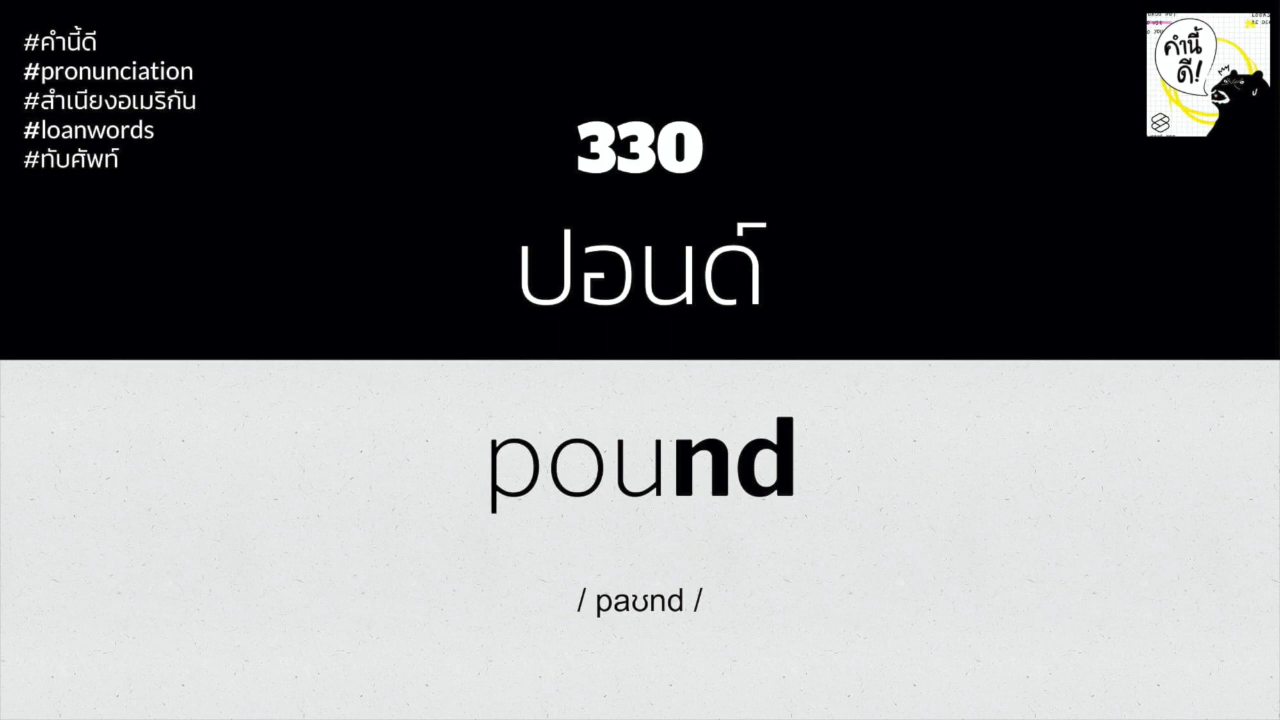 #คำนี้ดี
#pronunciation
#สำเนียงอเมริกัน
#loanwords
#ทับศัพท์
คำนี้
ดี!
330
ปอนด์
pound
/ paʊnd /